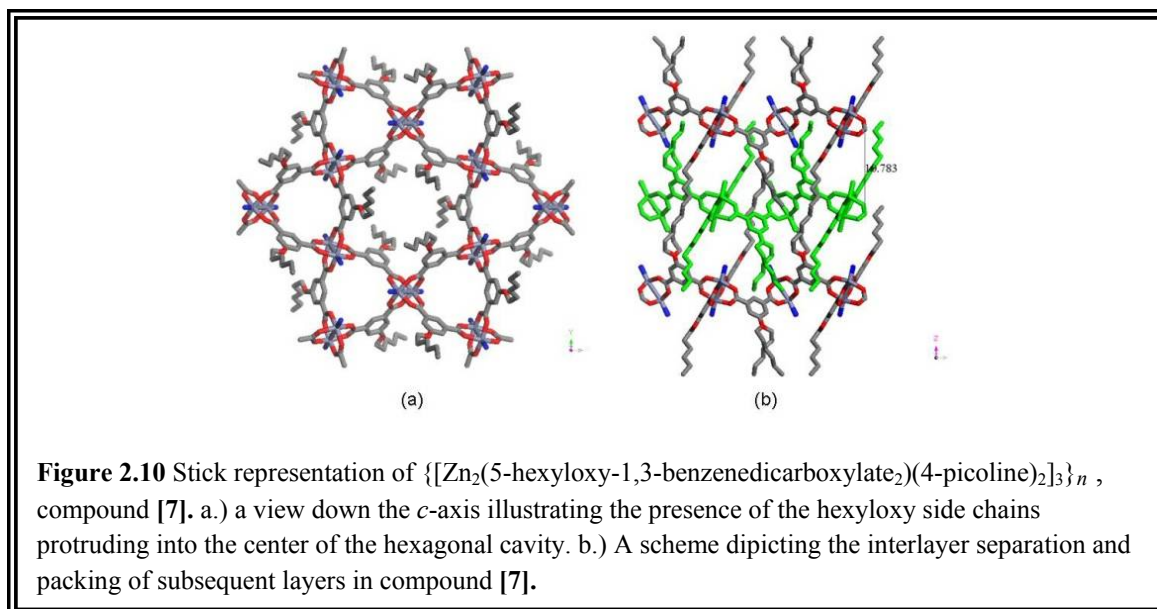 10.783
Y
Z
(a)
(b)
Figure 2.10 Stick representation of {[Zn₂(5-hexyloxy-1,3-benzenedicarboxylate₂)(4-picoline)₂]₃}ₙ ,
compound [7]. a.) a view down the c-axis illustrating the presence of the hexyloxy side chains
protruding into the center of the hexagonal cavity. b.) A scheme depicting the interlayer separation and
packing of subsequent layers in compound [7].